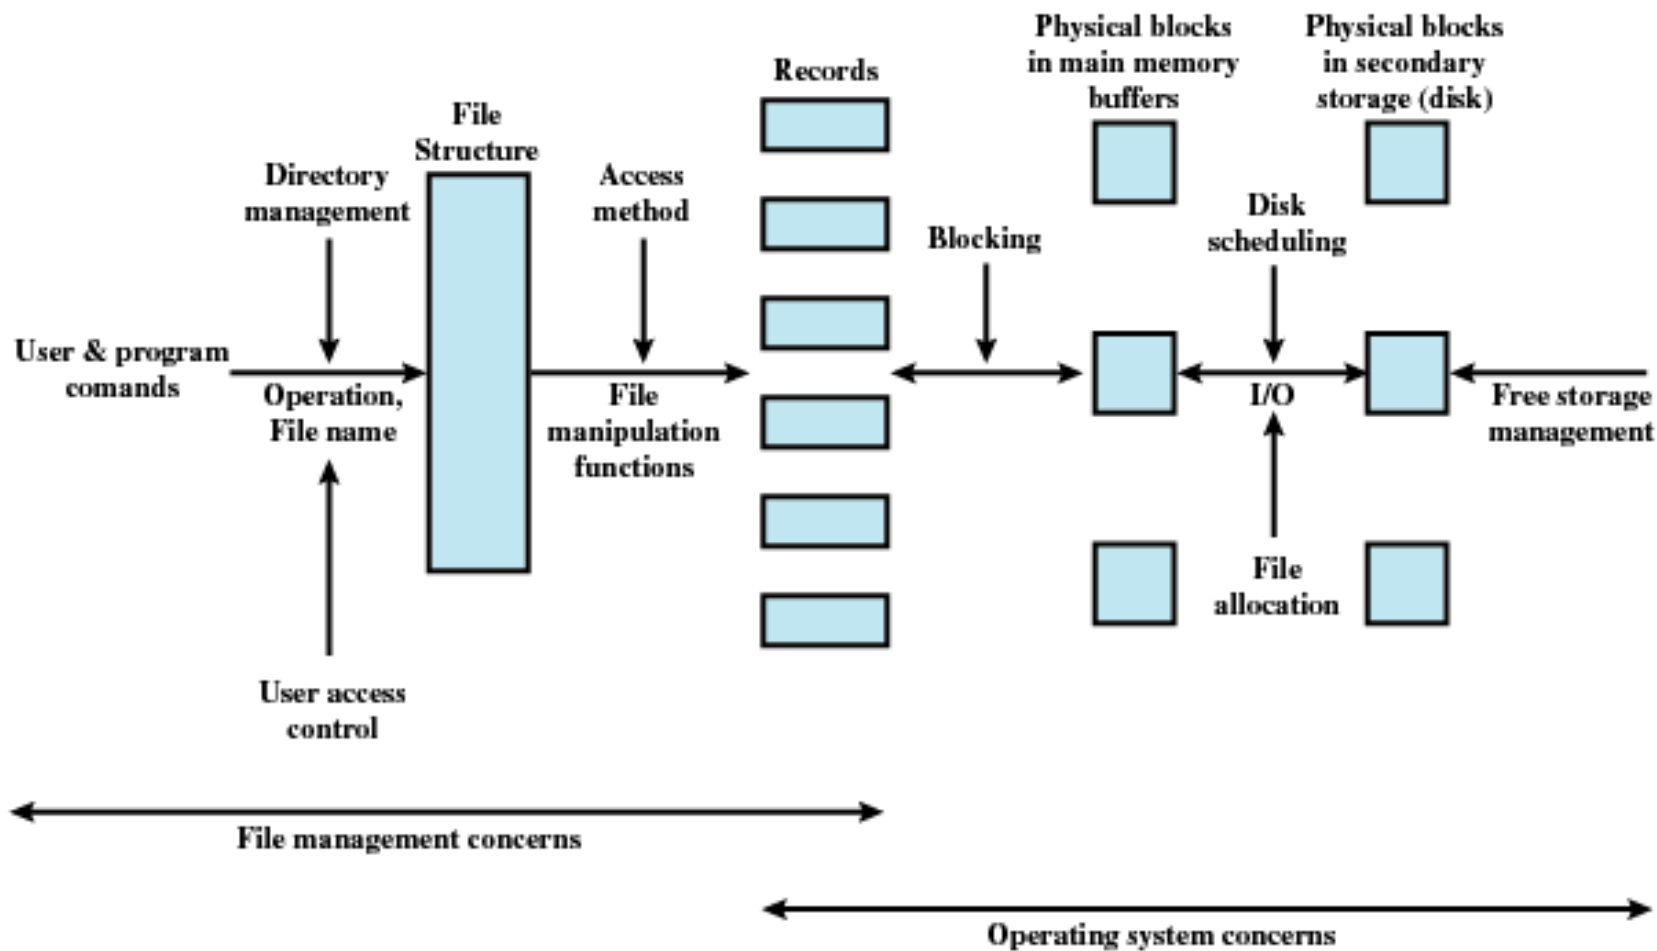 Physical blocks
in main memory
buffers
Physical blocks
in secondary
storage (disk)
Records
File
Structure
Directory
management
Access
method
Blocking
Disk
scheduling
User & program
comands
Operation,
File name
File
manipulation
functions
I/O
Free storage
management
File
allocation
User access
control
File management concerns
Operating system concerns